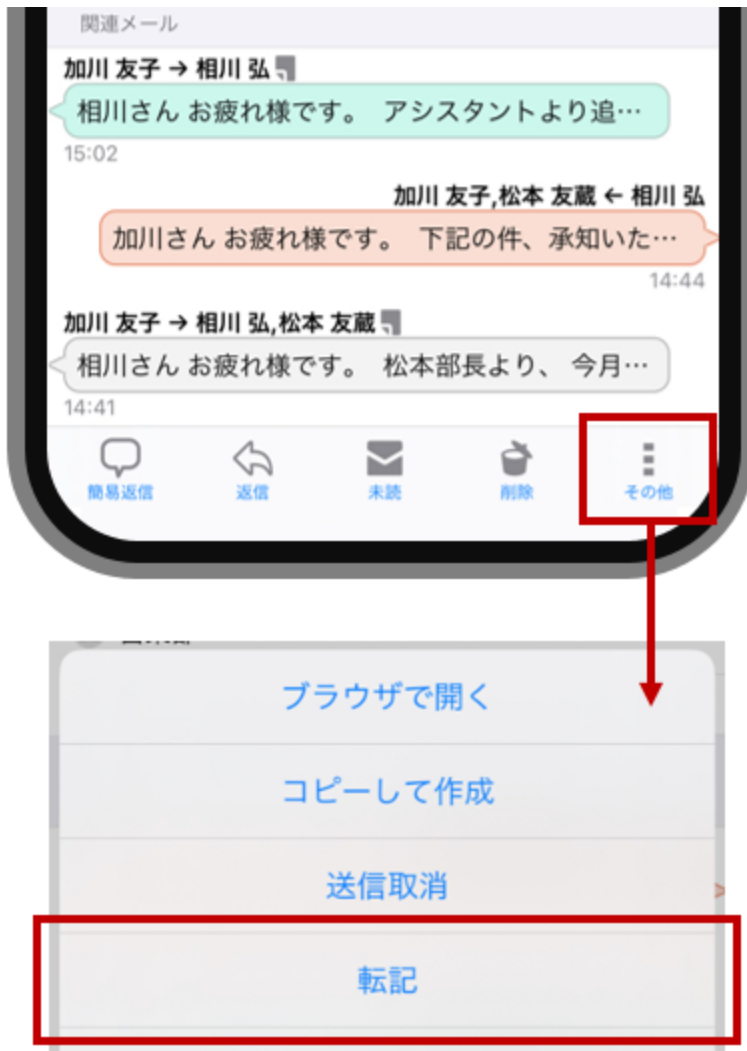 関連メール
加川 友子 → 相川 弘
相川さん お疲れ様です。 アシスタントより追…
15:02
加川 友子,松本 友蔵 ← 相川 弘
加川さん お疲れ様です。 下記の件、承知いた…
14:44
加川 友子 → 相川 弘,松本 友蔵
相川さん お疲れ様です。 松本部長より、 今月…
14:41
簡易返信 返信 未読 削除 その他
ブラウザで開く
コピーして作成
送信取消
転記